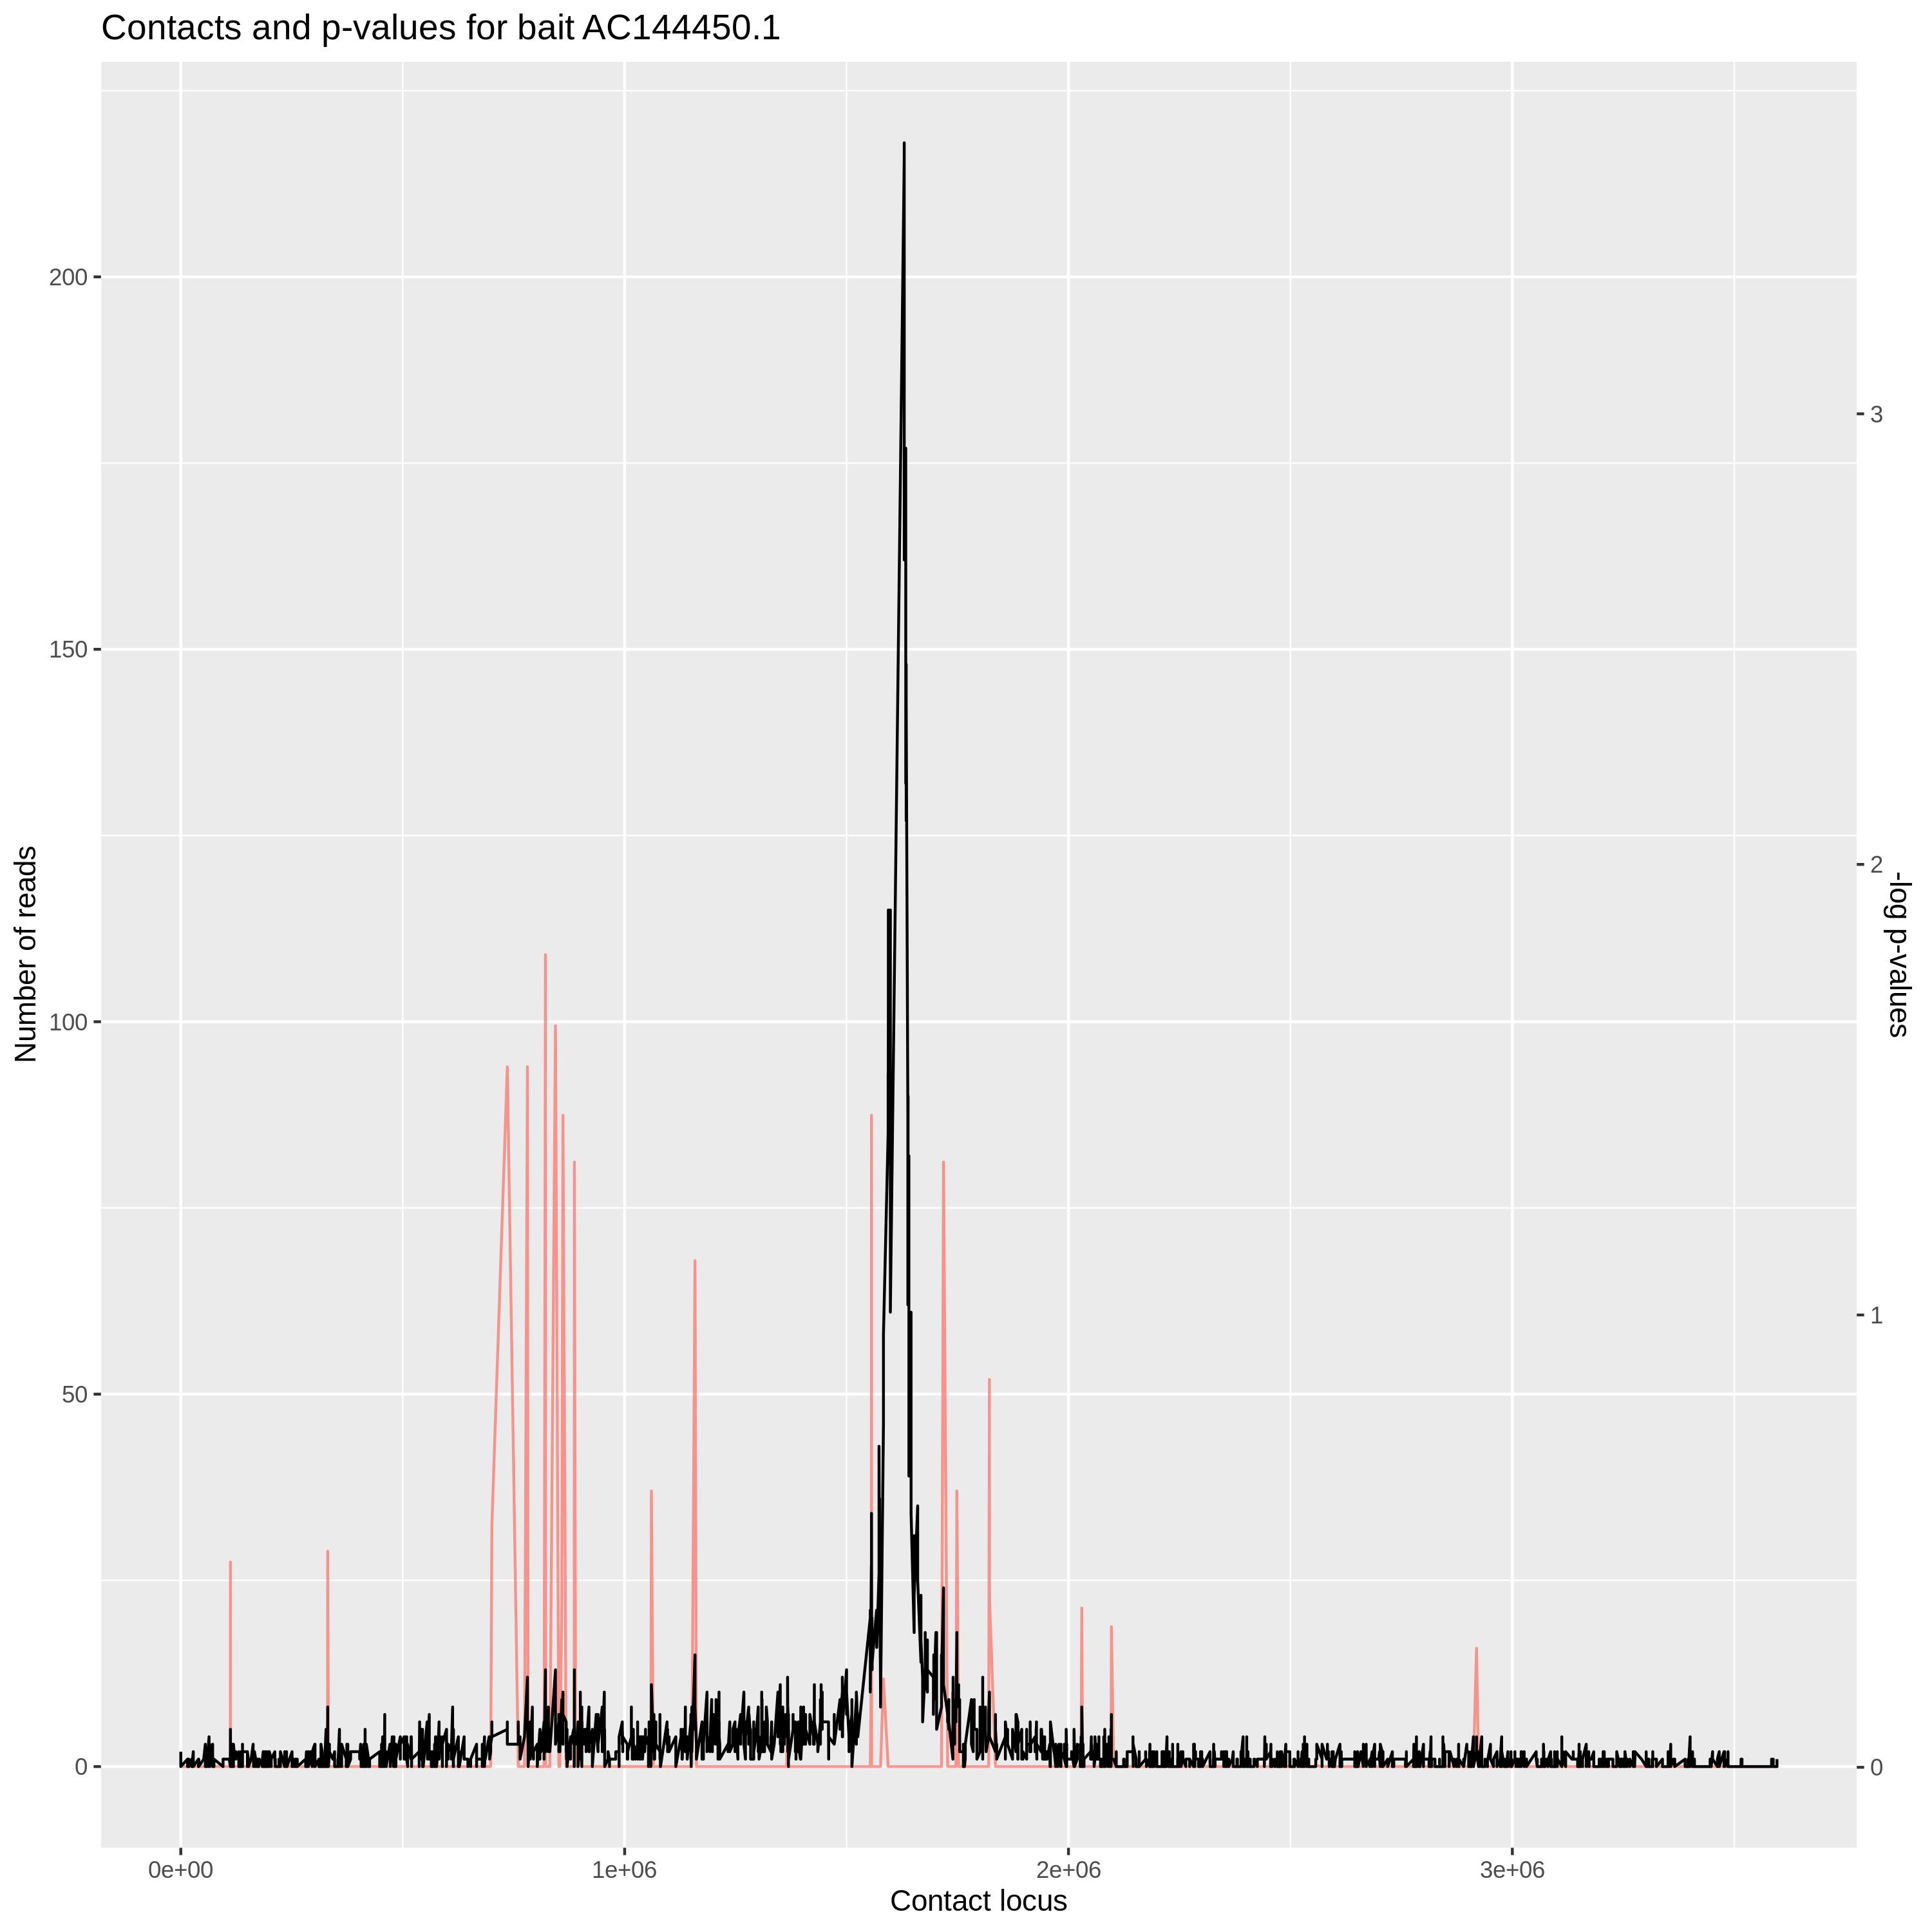 Contacts and p-values for bait AC144450.1
200
150
100
50
0
3
2
1
0
Number of reads
-log p-values
0e+00 1e+06 2e+06 3e+06
Contact locus